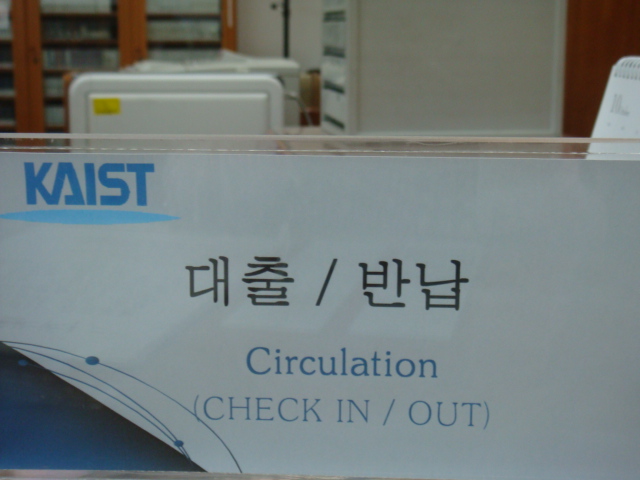 KAIST
대출 / 반납
Circulation
(CHECK IN / OUT)